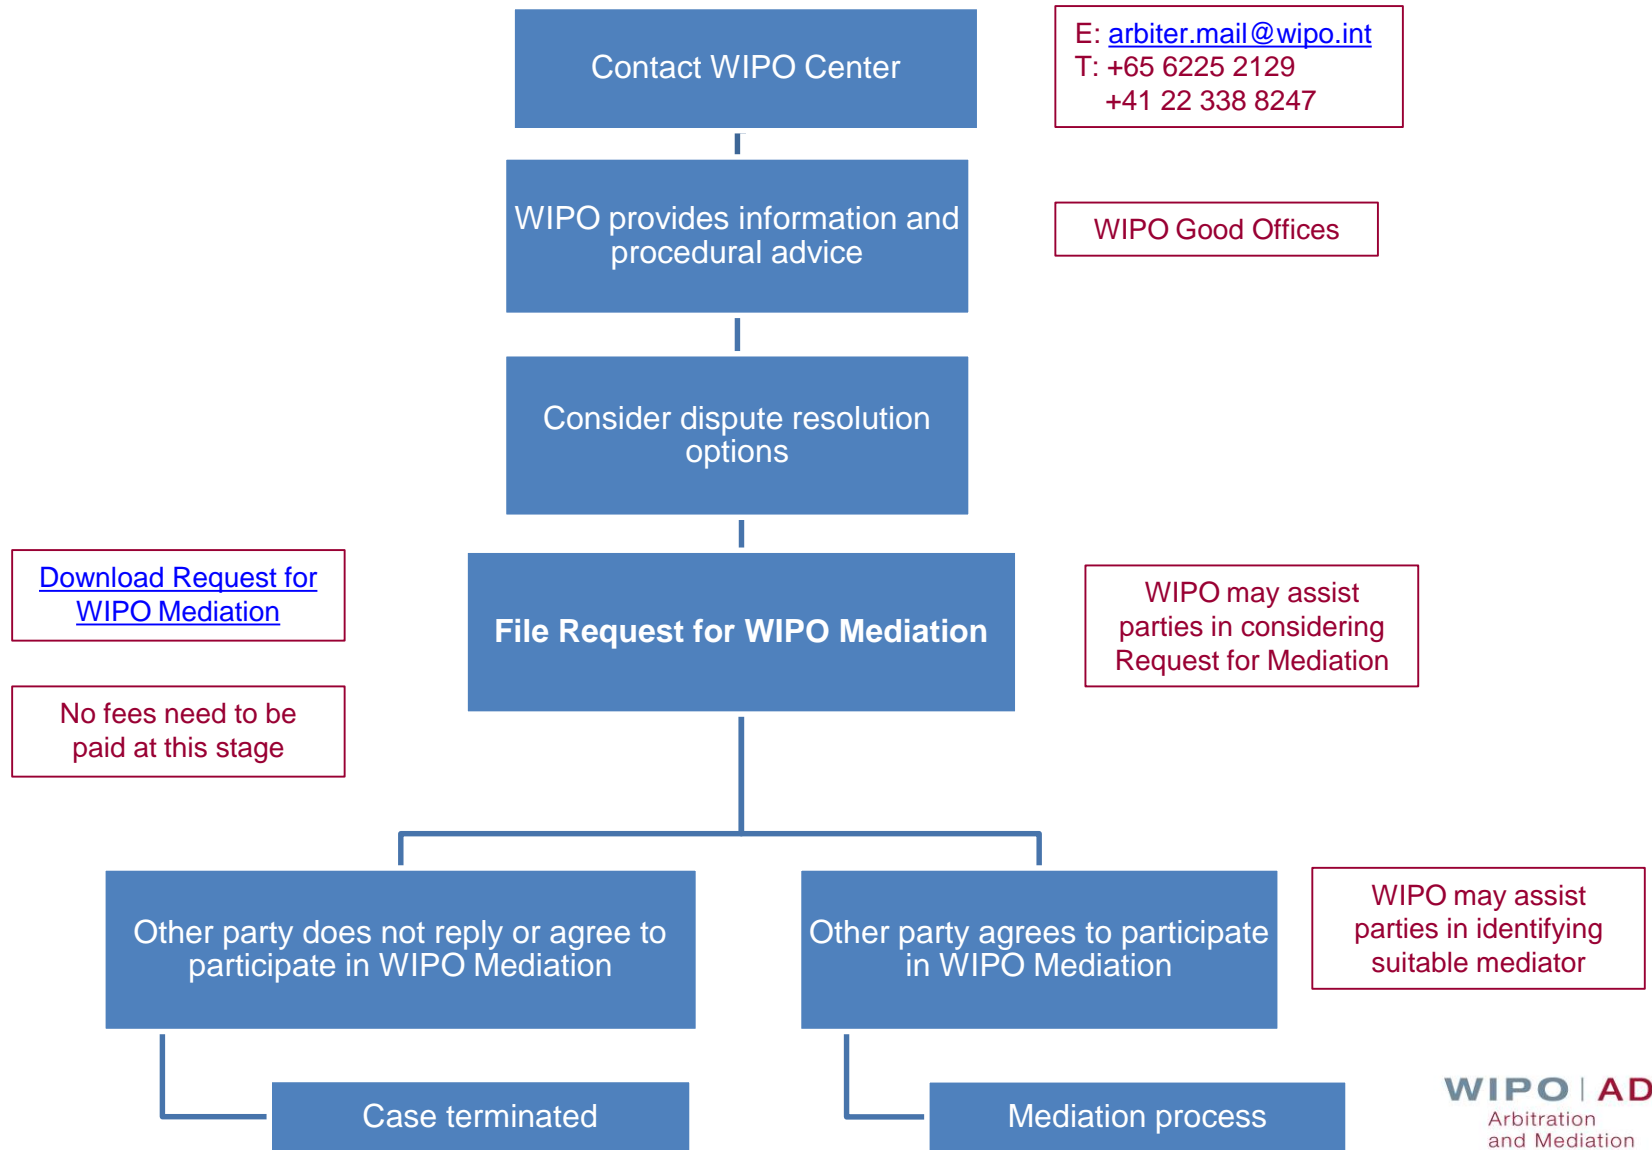 Contact WIPO Center
E: arbiter.mail@wipo.int
T: +65 6225 2129
+41 22 338 8247
WIPO provides information and
procedural advice
WIPO Good Offices
Consider dispute resolution
options
Download Request for
WIPO Mediation
File Request for WIPO Mediation
WIPO may assist
parties in considering
Request for Mediation
No fees need to be
paid at this stage
Other party does not reply or agree to
participate in WIPO Mediation
Other party agrees to participate
in WIPO Mediation
WIPO may assist
parties in identifying
suitable mediator
Case terminated
Mediation process
WIPO | AD
Arbitration
and Mediation